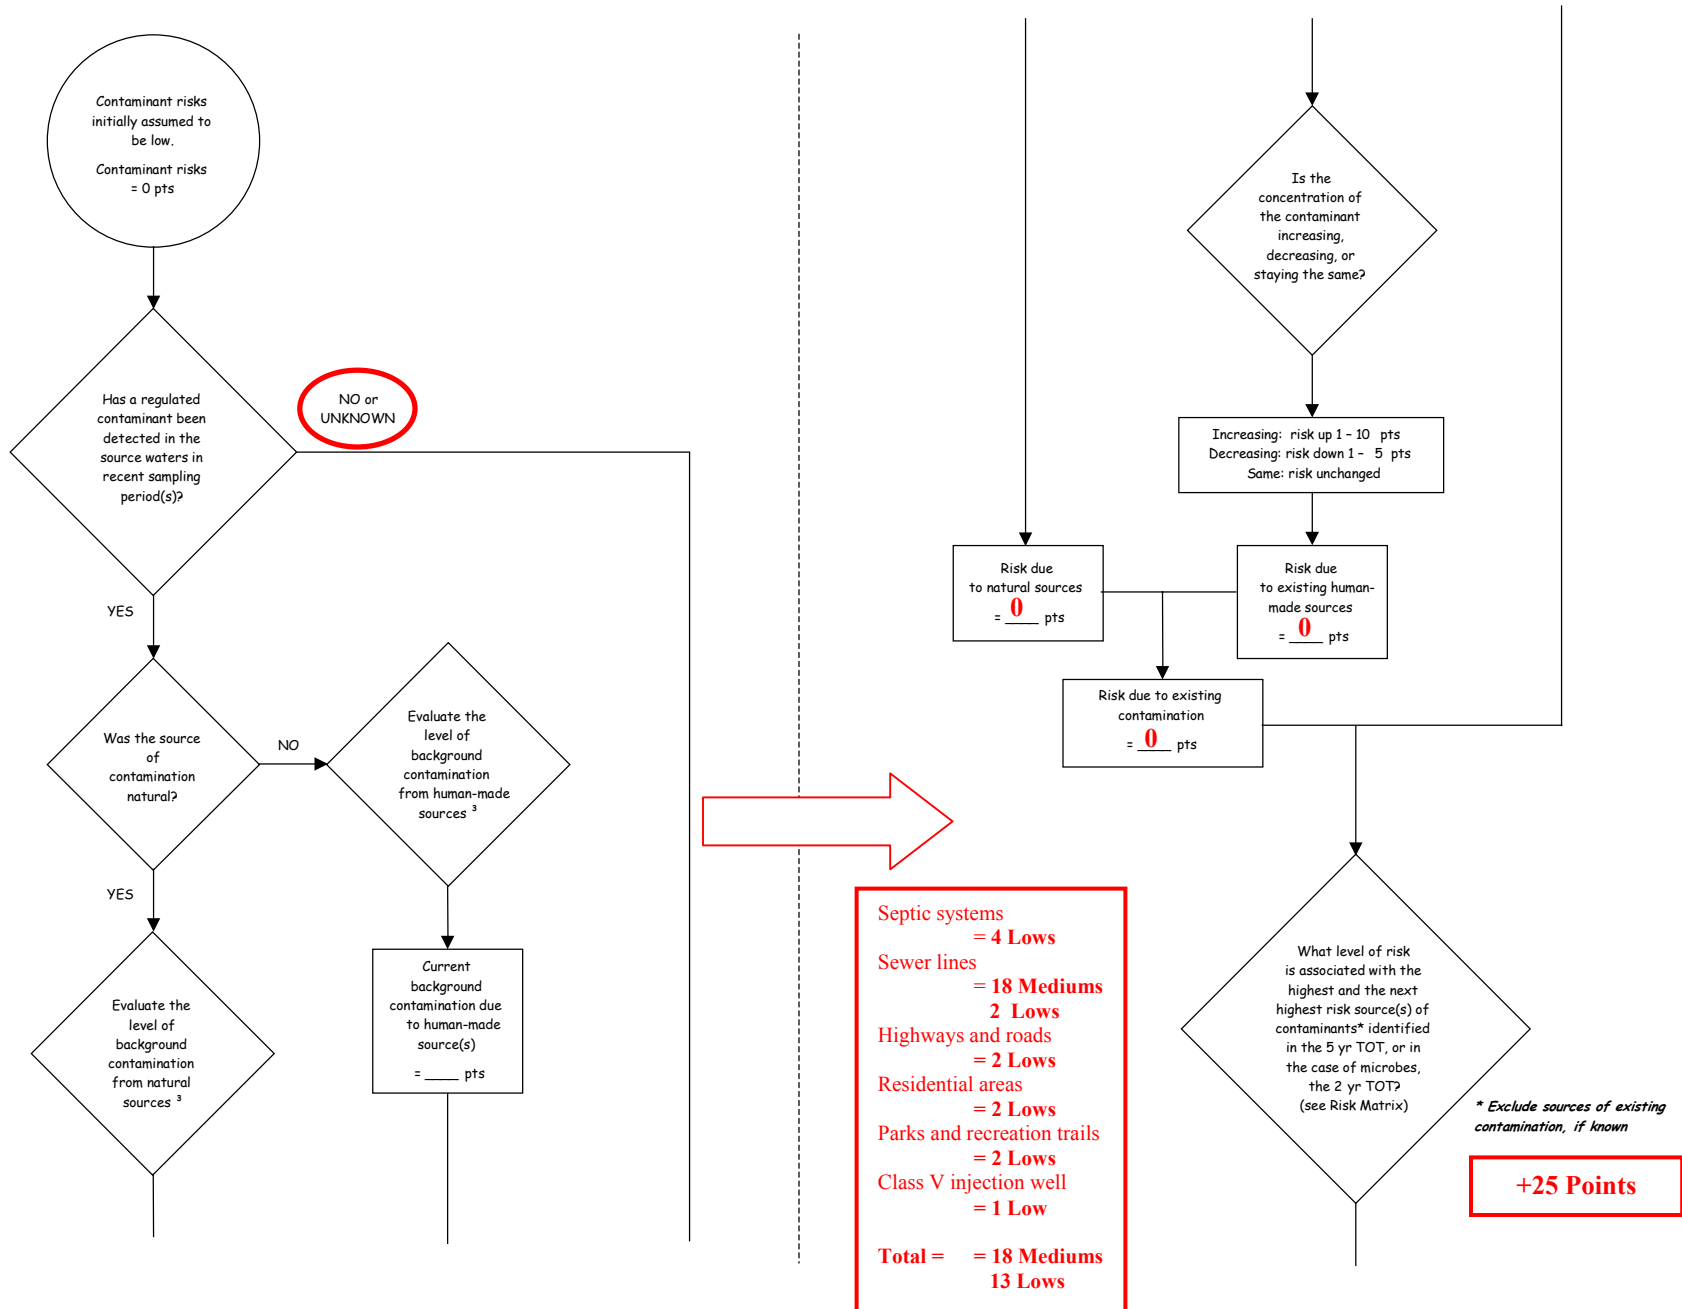 Contaminant risks
initially assumed to
be low.
Contaminant risks
= 0 pts
Has a regulated
contaminant been
detected in the
source waters in
recent sampling
period(s)?
NO or
UNKNOWN
YES
Was the source
of
contamination
natural?
NO
Evaluate the
level of
background
contamination
from human-made
sources ³
YES
Evaluate the
level of
background
contamination
from natural
sources ³
Current
background
contamination due
to human-made
source(s)
= ____ pts
Is the
concentration of
the contaminant
increasing,
decreasing, or
staying the same?
Increasing: risk up 1 – 10 pts
Decreasing: risk down 1 – 5 pts
Same: risk unchanged
Risk due
to natural sources
= 0 pts
Risk due
to existing human-
made sources
= 0 pts
Risk due to existing
contamination
= 0 pts
Septic systems
= 4 Lows
Sewer lines
= 18 Mediums
2 Lows
Highways and roads
= 2 Lows
Residential areas
= 2 Lows
Parks and recreation trails
= 2 Lows
Class V injection well
= 1 Low
Total = = 18 Mediums
13 Lows
What level of risk
is associated with the
highest and the next
highest risk source(s) of
contaminants* identified
in the 5 yr TOT, or in
the case of microbes,
the 2 yr TOT?
(see Risk Matrix)
* Exclude sources of existing
contamination, if known
+25 Points